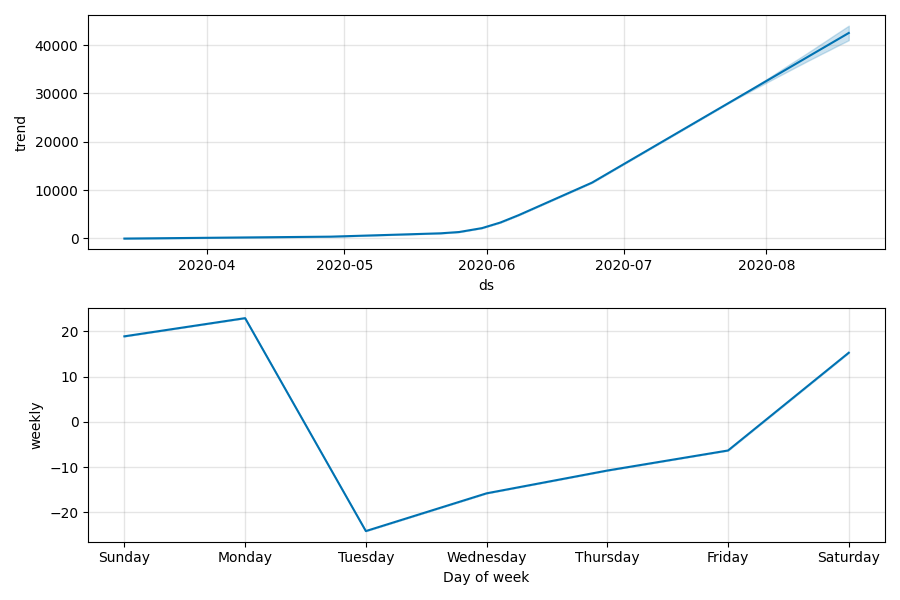 40000
30000
20000
10000
0
trend
2020-04 2020-05 2020-06 2020-07 2020-08
ds
20
10
0
−10
−20
weekly
Sunday Monday Tuesday Wednesday Thursday Friday Saturday
Day of week